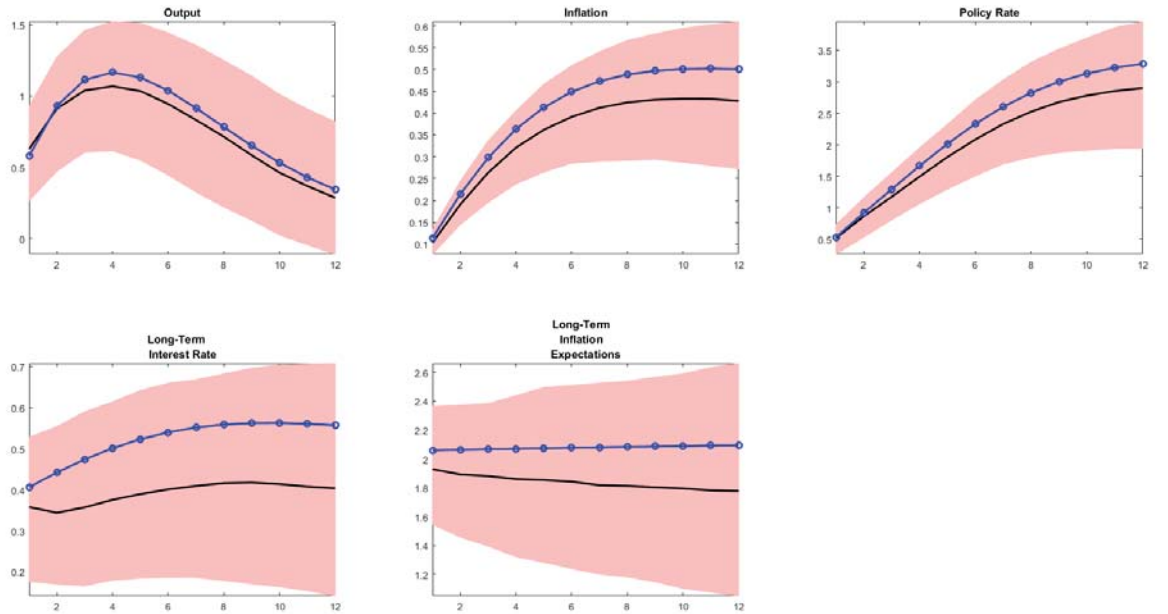 Output
1.5
1
0.5
0
2 4 6 8 10 12
Inflation
0.6
0.55
0.5
0.45
0.4
0.35
0.3
0.25
0.2
0.15
0.1
2 4 6 8 10 12
Policy Rate
3.5
3
2.5
2
1.5
1
0.5
2 4 6 8 10 12
Long-Term
Interest Rate
0.7
0.6
0.5
0.4
0.3
0.2
2 4 6 8 10 12
Long-Term
Inflation
Expectations
2.6
2.4
2.2
2
1.8
1.6
1.4
1.2
2 4 6 8 10 12